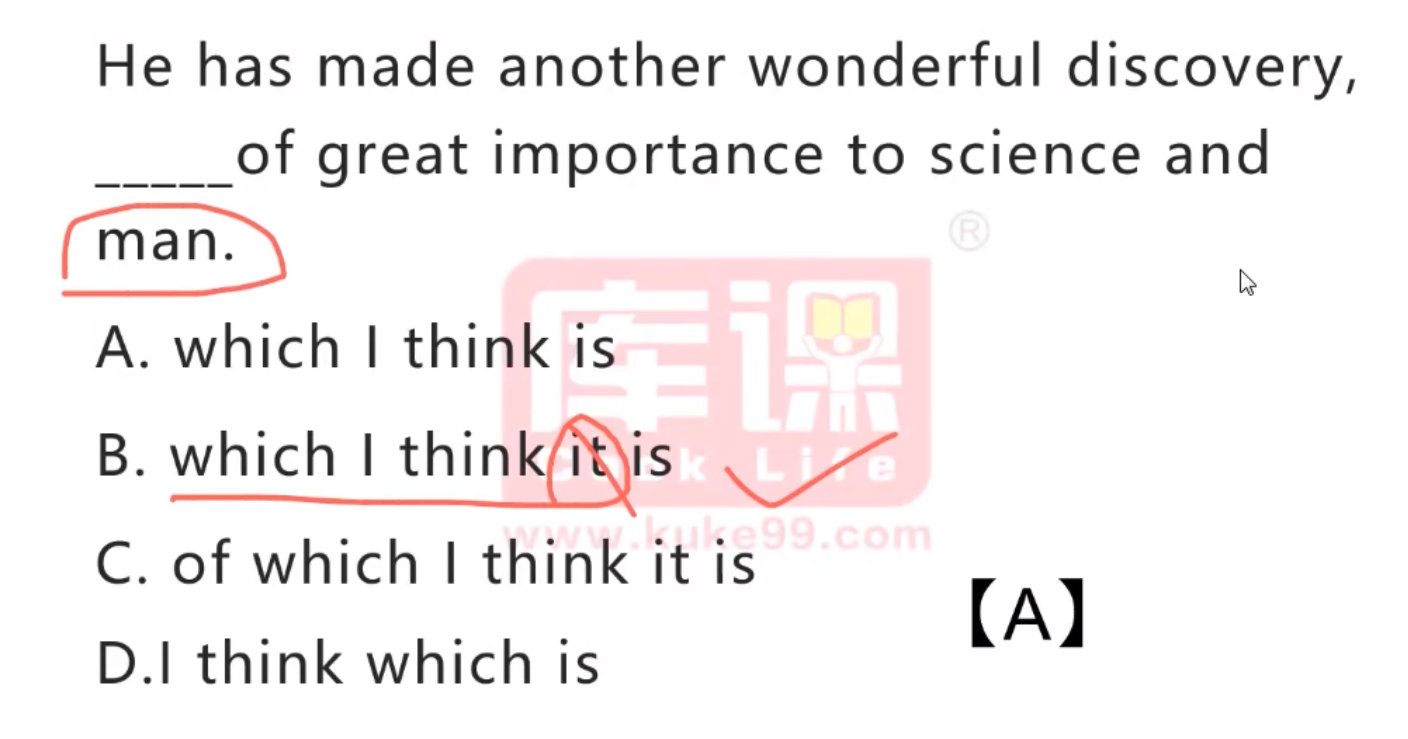 He has made another wonderful discovery,
_____of great importance to science and
man.
®
库课
A. which I think is
B. which I think it is
Cook Life
www.kuke99.com
C. of which I think it is
【A】
D.I think which is